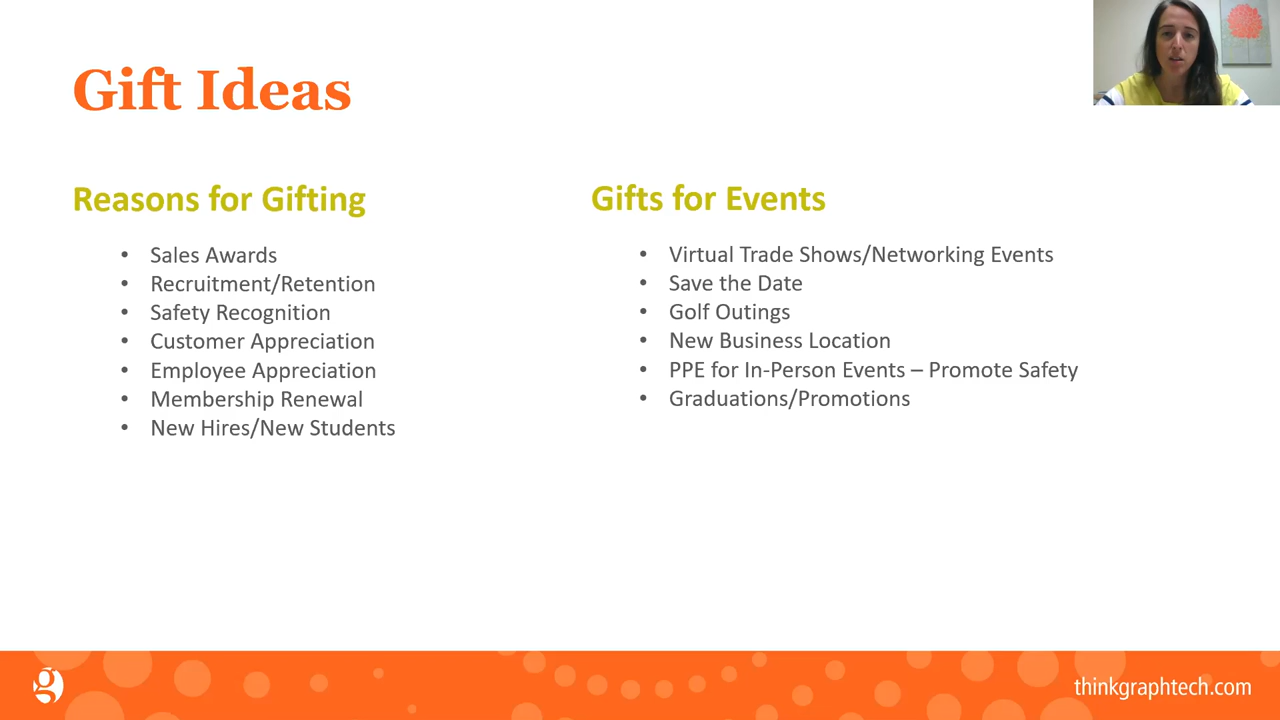 Gift Ideas
Reasons for Gifting
• Sales Awards
• Recruitment/Retention
• Safety Recognition
• Customer Appreciation
• Employee Appreciation
• Membership Renewal
• New Hires/New Students
Gifts for Events
• Virtual Trade Shows/Networking Events
• Save the Date
• Golf Outings
• New Business Location
• PPE for In-Person Events – Promote Safety
• Graduations/Promotions
g
thinkgraphtech.com